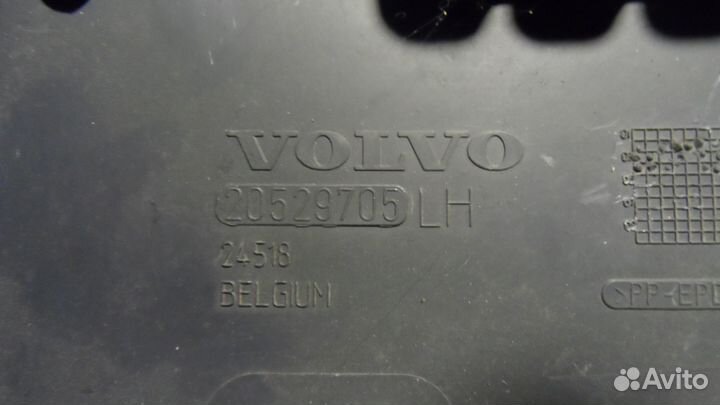 VOLVO
20529705 LH
24518
BELGIUM
>PP-EPD
Avito